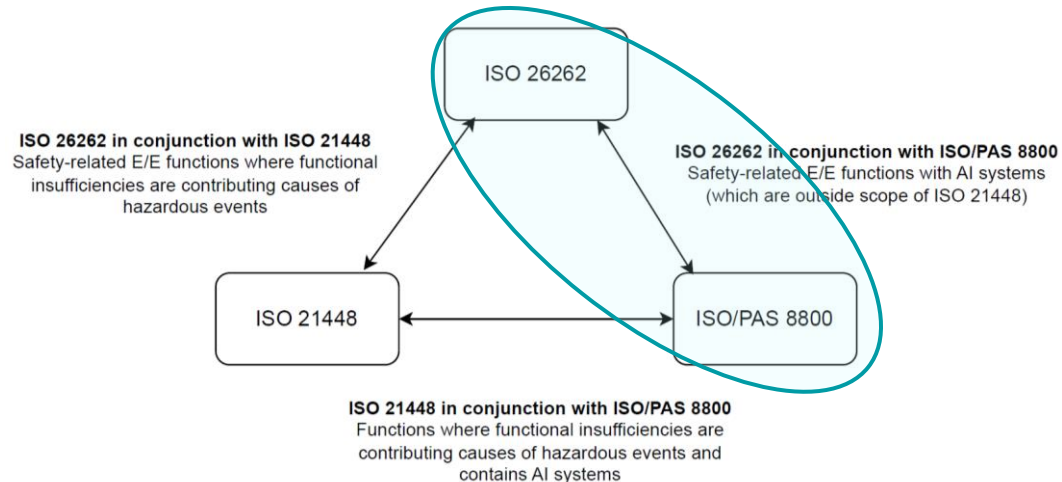 ISO 26262
ISO 26262 in conjunction with ISO 21448
Safety-related E/E functions where functional
insufficiencies are contributing causes of
hazardous events
ISO 26262 in conjunction with ISO/PAS 8800
Safety-related E/E functions with AI systems
(which are outside scope of ISO 21448)
ISO 21448
ISO/PAS 8800
ISO 21448 in conjunction with ISO/PAS 8800
Functions where functional insufficiencies are
contributing causes of hazardous events and
contains AI systems